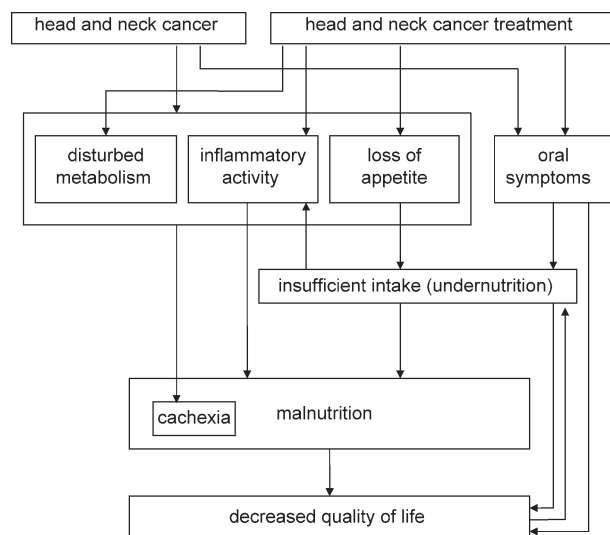 head and neck cancer
head and neck cancer treatment
disturbed
metabolism
inflammatory
activity
loss of
appetite
oral
symptoms
insufficient intake (undernutrition)
cachexia
malnutrition
decreased quality of life